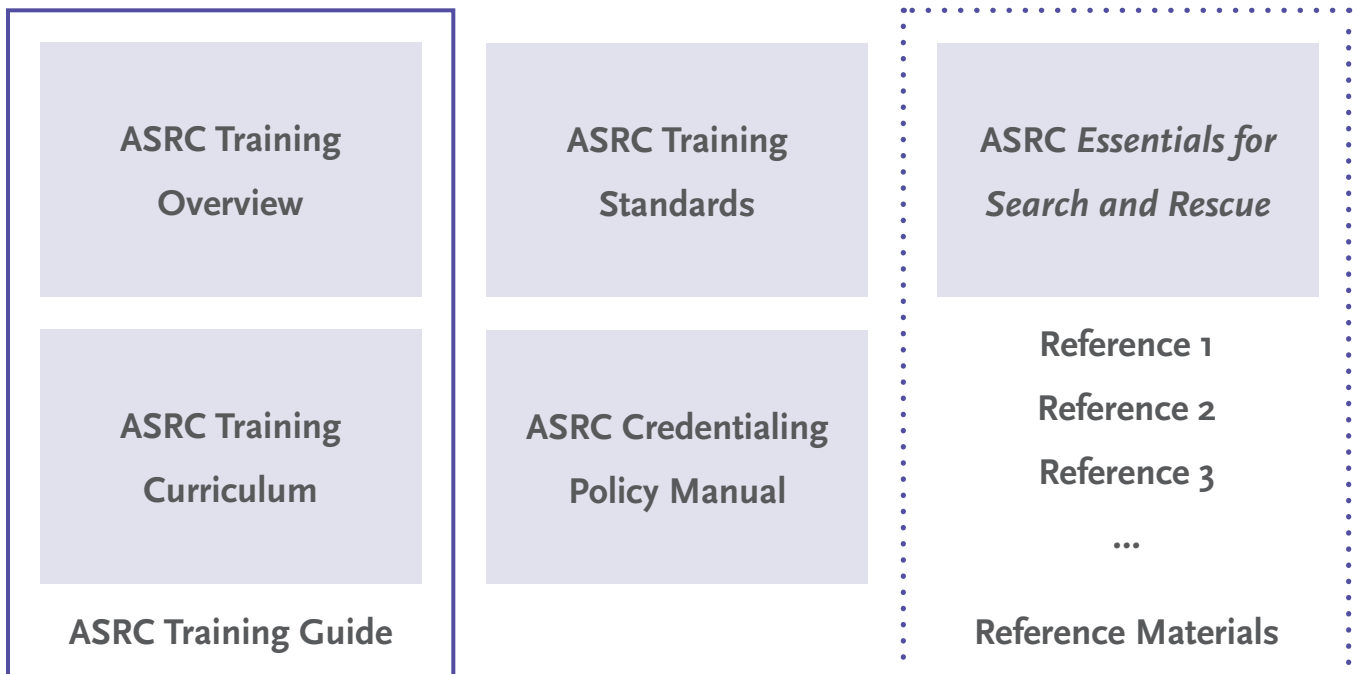 ASRC Training
Overview
ASRC Training
Curriculum
ASRC Training Guide
ASRC Training
Standards
ASRC Credentialing
Policy Manual
ASRC Essentials for
Search and Rescue
Reference 1
Reference 2
Reference 3
...
Reference Materials